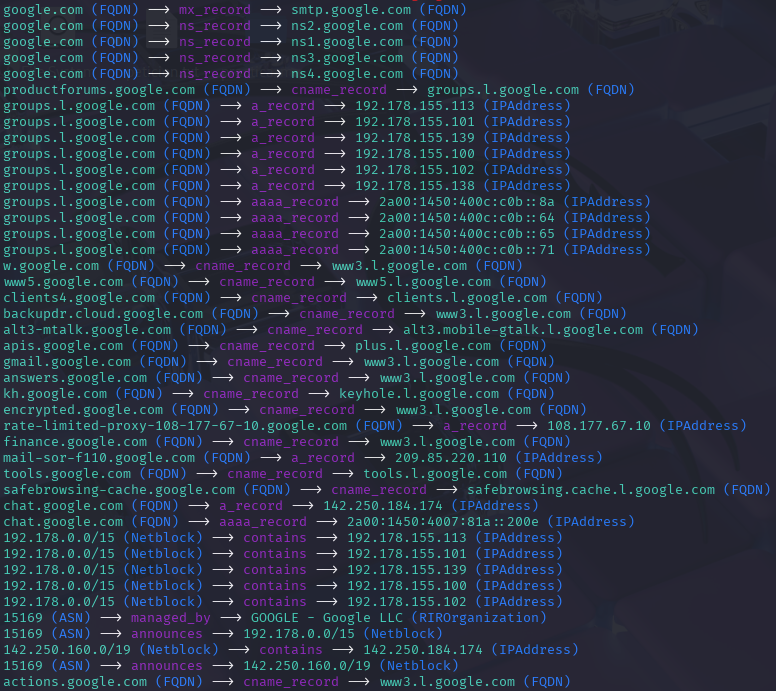 google.com (FQDN) ⟶ mx_record ⟶ smtp.google.com (FQDN)
google.com (FQDN) ⟶ ns_record ⟶ ns2.google.com (FQDN)
google.com (FQDN) ⟶ ns_record ⟶ ns1.google.com (FQDN)
google.com (FQDN) ⟶ ns_record ⟶ ns3.google.com (FQDN)
google.com (FQDN) ⟶ ns_record ⟶ ns4.google.com (FQDN)
productforums.google.com (FQDN) ⟶ cname_record ⟶ groups.l.google.com (FQDN)
groups.l.google.com (FQDN) ⟶ a_record ⟶ 192.178.155.113 (IPAddress)
groups.l.google.com (FQDN) ⟶ a_record ⟶ 192.178.155.101 (IPAddress)
groups.l.google.com (FQDN) ⟶ a_record ⟶ 192.178.155.139 (IPAddress)
groups.l.google.com (FQDN) ⟶ a_record ⟶ 192.178.155.100 (IPAddress)
groups.l.google.com (FQDN) ⟶ a_record ⟶ 192.178.155.102 (IPAddress)
groups.l.google.com (FQDN) ⟶ a_record ⟶ 192.178.155.138 (IPAddress)
groups.l.google.com (FQDN) ⟶ aaaa_record ⟶ 2a00:1450:400c:c0b::8a (IPAddress)
groups.l.google.com (FQDN) ⟶ aaaa_record ⟶ 2a00:1450:400c:c0b::64 (IPAddress)
groups.l.google.com (FQDN) ⟶ aaaa_record ⟶ 2a00:1450:400c:c0b::65 (IPAddress)
groups.l.google.com (FQDN) ⟶ aaaa_record ⟶ 2a00:1450:400c:c0b::71 (IPAddress)
w.google.com (FQDN) ⟶ cname_record ⟶ www3.l.google.com (FQDN)
www5.google.com (FQDN) ⟶ cname_record ⟶ www5.l.google.com (FQDN)
clients4.google.com (FQDN) ⟶ cname_record ⟶ clients.l.google.com (FQDN)
backupdr.cloud.google.com (FQDN) ⟶ cname_record ⟶ www3.l.google.com (FQDN)
alt3-mtalk.google.com (FQDN) ⟶ cname_record ⟶ alt3.mobile-gtalk.l.google.com (FQDN)
apis.google.com (FQDN) ⟶ cname_record ⟶ plus.l.google.com (FQDN)
gmail.google.com (FQDN) ⟶ cname_record ⟶ www3.l.google.com (FQDN)
answers.google.com (FQDN) ⟶ cname_record ⟶ www3.l.google.com (FQDN)
kh.google.com (FQDN) ⟶ cname_record ⟶ keyhole.l.google.com (FQDN)
encrypted.google.com (FQDN) ⟶ cname_record ⟶ www3.l.google.com (FQDN)
rate-limited-proxy-108-177-67-10.google.com (FQDN) ⟶ a_record ⟶ 108.177.67.10 (IPAddress)
finance.google.com (FQDN) ⟶ cname_record ⟶ www3.l.google.com (FQDN)
mail-sor-f110.google.com (FQDN) ⟶ a_record ⟶ 209.85.220.110 (IPAddress)
tools.google.com (FQDN) ⟶ cname_record ⟶ tools.l.google.com (FQDN)
safebrowsing-cache.google.com (FQDN) ⟶ cname_record ⟶ safebrowsing.cache.l.google.com (FQDN)
chat.google.com (FQDN) ⟶ a_record ⟶ 142.250.184.174 (IPAddress)
chat.google.com (FQDN) ⟶ aaaa_record ⟶ 2a00:1450:4007:81a::200e (IPAddress)
192.178.0.0/15 (Netblock) ⟶ contains ⟶ 192.178.155.113 (IPAddress)
192.178.0.0/15 (Netblock) ⟶ contains ⟶ 192.178.155.101 (IPAddress)
192.178.0.0/15 (Netblock) ⟶ contains ⟶ 192.178.155.139 (IPAddress)
192.178.0.0/15 (Netblock) ⟶ contains ⟶ 192.178.155.100 (IPAddress)
192.178.0.0/15 (Netblock) ⟶ contains ⟶ 192.178.155.102 (IPAddress)
15169 (ASN) ⟶ managed_by ⟶ GOOGLE - Google LLC (RIROrganization)
15169 (ASN) ⟶ announces ⟶ 192.178.0.0/15 (Netblock)
142.250.160.0/19 (Netblock) ⟶ contains ⟶ 142.250.184.174 (IPAddress)
15169 (ASN) ⟶ announces ⟶ 142.250.160.0/19 (Netblock)
actions.google.com (FQDN) ⟶ cname_record ⟶ www3.l.google.com (FQDN)